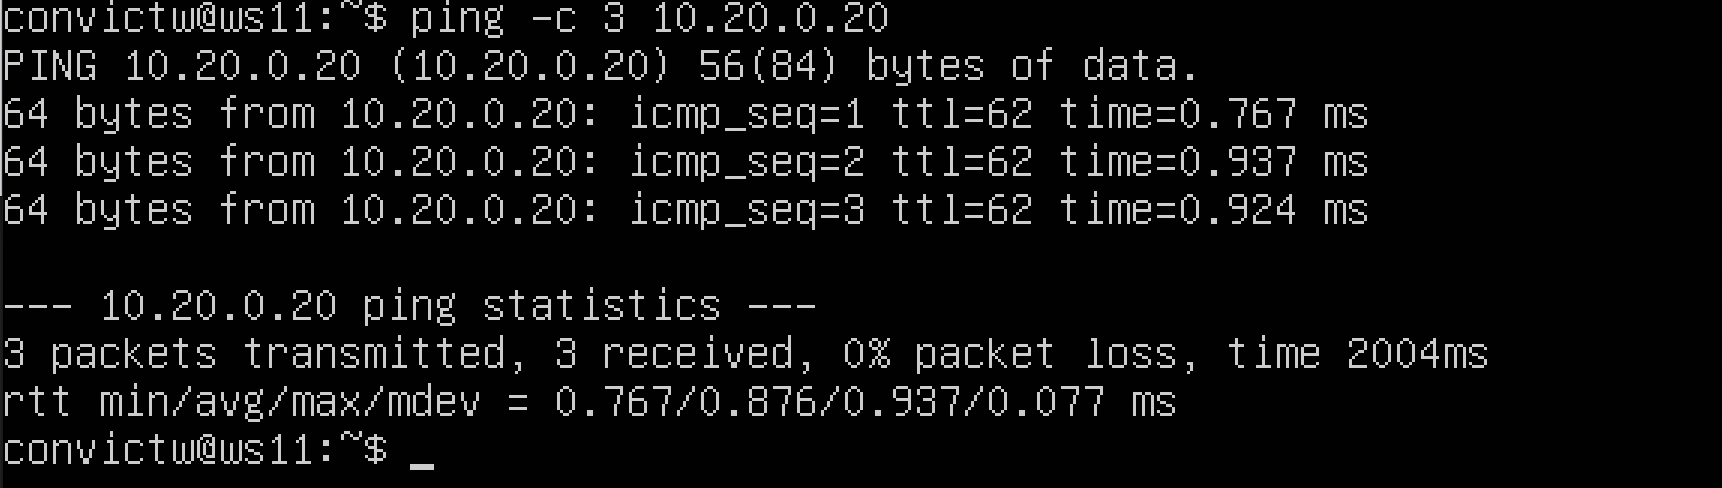 convictw@ws11:~$ ping -c 3 10.20.0.20
PING 10.20.0.20 (10.20.0.20) 56(84) bytes of data.
64 bytes from 10.20.0.20: icmp_seq=1 ttl=62 time=0.767 ms
64 bytes from 10.20.0.20: icmp_seq=2 ttl=62 time=0.937 ms
64 bytes from 10.20.0.20: icmp_seq=3 ttl=62 time=0.924 ms
--- 10.20.0.20 ping statistics ---
3 packets transmitted, 3 received, 0% packet loss, time 2004ms
rtt min/avg/max/mdev = 0.767/0.876/0.937/0.077 ms
convictw@ws11:~$ _